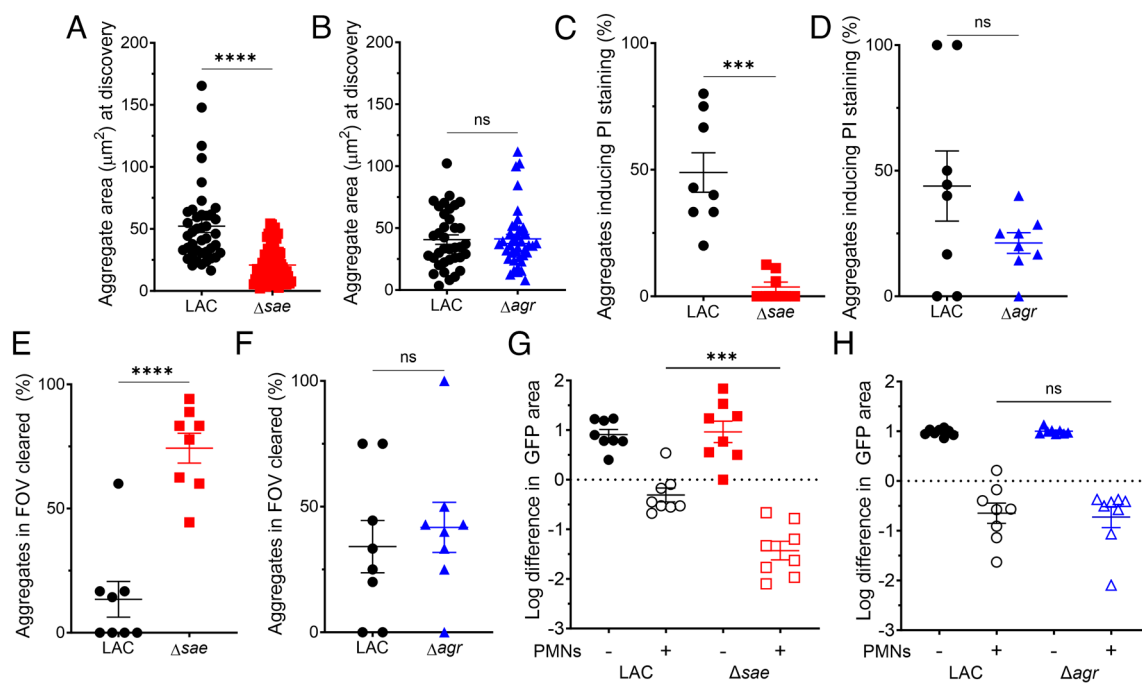 A
Aggregate area (μm²) at discovery
200
150
100
50
0
****
LAC
Δsae
B
Aggregate area (μm²) at discovery
200
150
100
50
0
ns
LAC
Δagr
C
Aggregates inducing PI staining (%)
100
50
0
***
LAC
Δsae
D
Aggregates inducing PI staining (%)
100
50
0
ns
LAC
Δagr
E
Aggregates in FOV cleared (%)
100
50
0
****
LAC
Δsae
F
Aggregates in FOV cleared (%)
100
50
0
ns
LAC
Δagr
G
Log difference in GFP area
2
1
0
-1
-2
-3
***
PMNs - + - +
LAC Δsae
H
Log difference in GFP area
2
1
0
-1
-2
-3
ns
PMNs - + - +
LAC Δagr